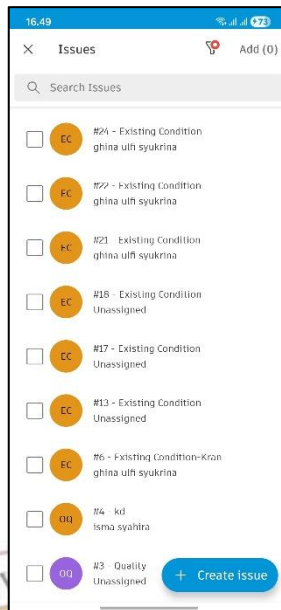 16.49
73
Issues
Add (0)
Search Issues
EC
#24 - Existing Condition
ghina ulfi syukrina
EC
#22 - Existing Condition
ghina ulfi syukrina
EC
#21 Existing Condition
ghina ulfi syukrina
EC
#18 - Existing Condition
Unassigned
EC
#17 - Existing Condition
Unassigned
EC
#13 - Existing Condition
Unassigned
EC
#6 - Existing Condition-Kran
ghina ulfi syukrina
OQ
#4 - kd
isma syahira
OQ
#3 - Quality
Unassigned
+ Create issue